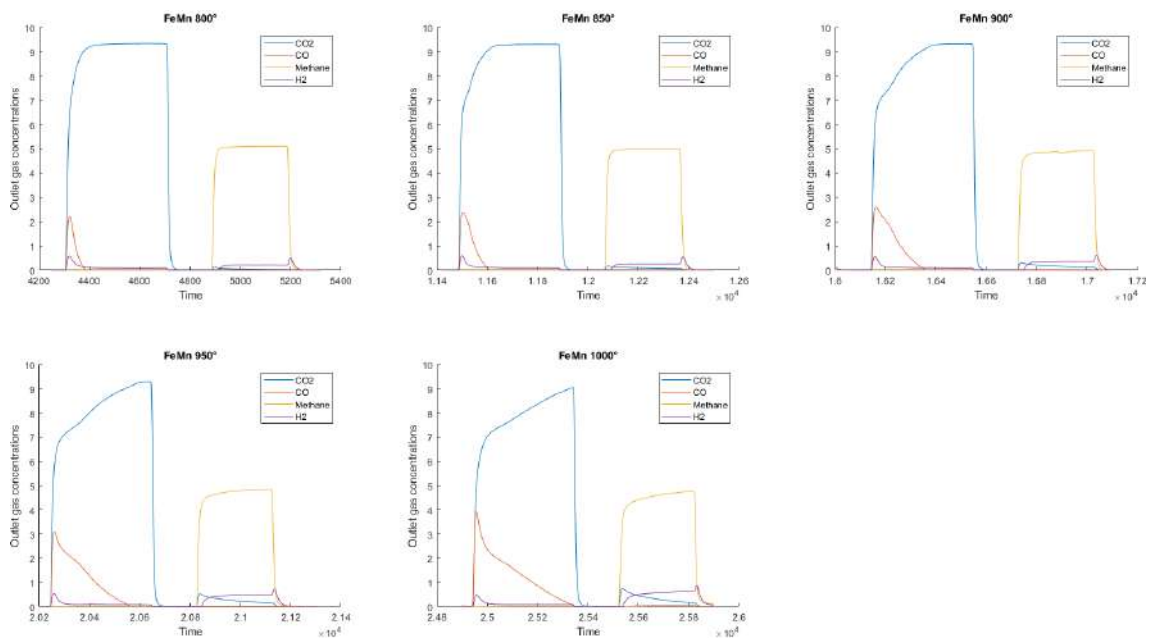 FeMn 800°
Outlet gas concentrations
10
9
8
7
6
5
4
3
2
1
0
CO2
CO
Methane
H2
4200 4400 4600 4800 5000 5200 5400
Time
FeMn 850°
Outlet gas concentrations
10
9
8
7
6
5
4
3
2
1
0
CO2
CO
Methane
H2
1.14 1.16 1.18 1.2 1.22 1.24 1.26
Time
× 10⁴
FeMn 900°
Outlet gas concentrations
10
9
8
7
6
5
4
3
2
1
0
CO2
CO
Methane
H2
1.6 1.62 1.64 1.66 1.68 1.7 1.72
Time
× 10⁴
FeMn 950°
Outlet gas concentrations
10
9
8
7
6
5
4
3
2
1
0
CO2
CO
Methane
H2
2.02 2.04 2.06 2.08 2.1 2.12 2.14
Time
× 10⁴
FeMn 1000°
Outlet gas concentrations
10
9
8
7
6
5
4
3
2
1
0
CO2
CO
Methane
H2
2.48 2.5 2.52 2.54 2.56 2.58 2.6
Time
× 10⁴